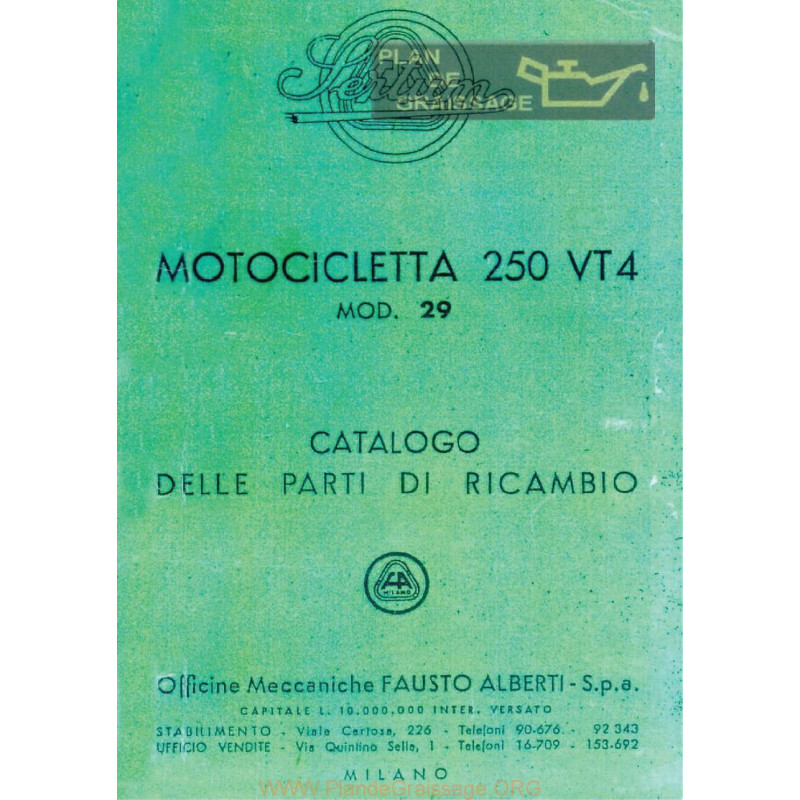 Sertum
PLAN
DE
GRAISSAGE
MOTOCICLETTA 250 VT4
MOD. 29
CATALOGO
DELLE PARTI DI RICAMBIO
FA
MILANO
Officine Meccaniche FAUSTO ALBERTI - S.p.a.
CAPITALE L. 10.000.000 INTER. VERSATO
STABILIMENTO - Viale Certosa, 226 - Telefoni 90-676 - 92 343
UFFICIO VENDITE - Via Quintino Sella, 1 - Telefoni 16-709 - 153-692
MILANO
www.PlandeGraissage.ORG